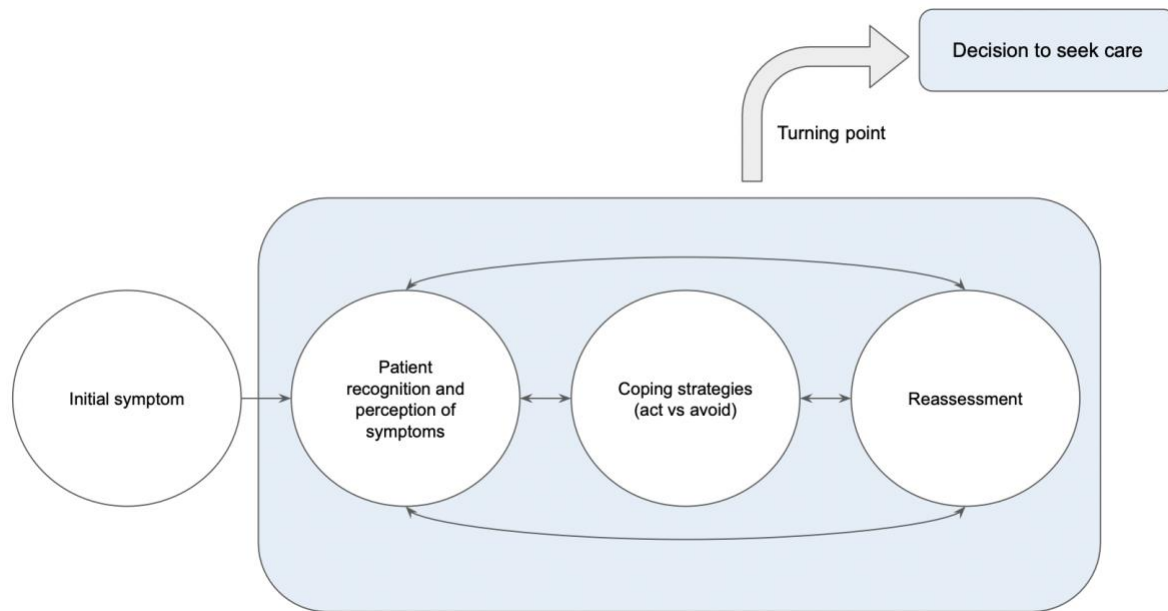 Decision to seek care
Turning point
Initial symptom
Patient
recognition and
perception of
symptoms
Coping strategies
(act vs avoid)
Reassessment